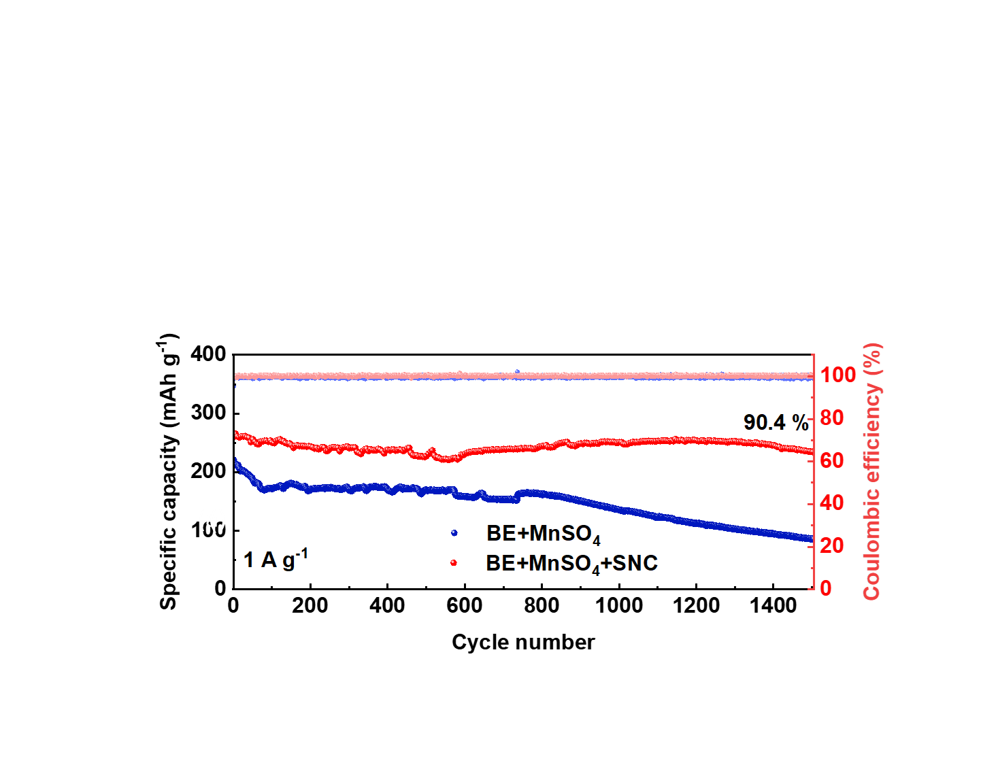 Specific capacity (mAh g-1)
400
300
200
100
0
100
80
60
40
20
0
Coulombic efficiency (%)
90.4 %
BE+MnSO4
BE+MnSO4+SNC
1 A g-1
0 200 400 600 800 1000 1200 1400
Cycle number